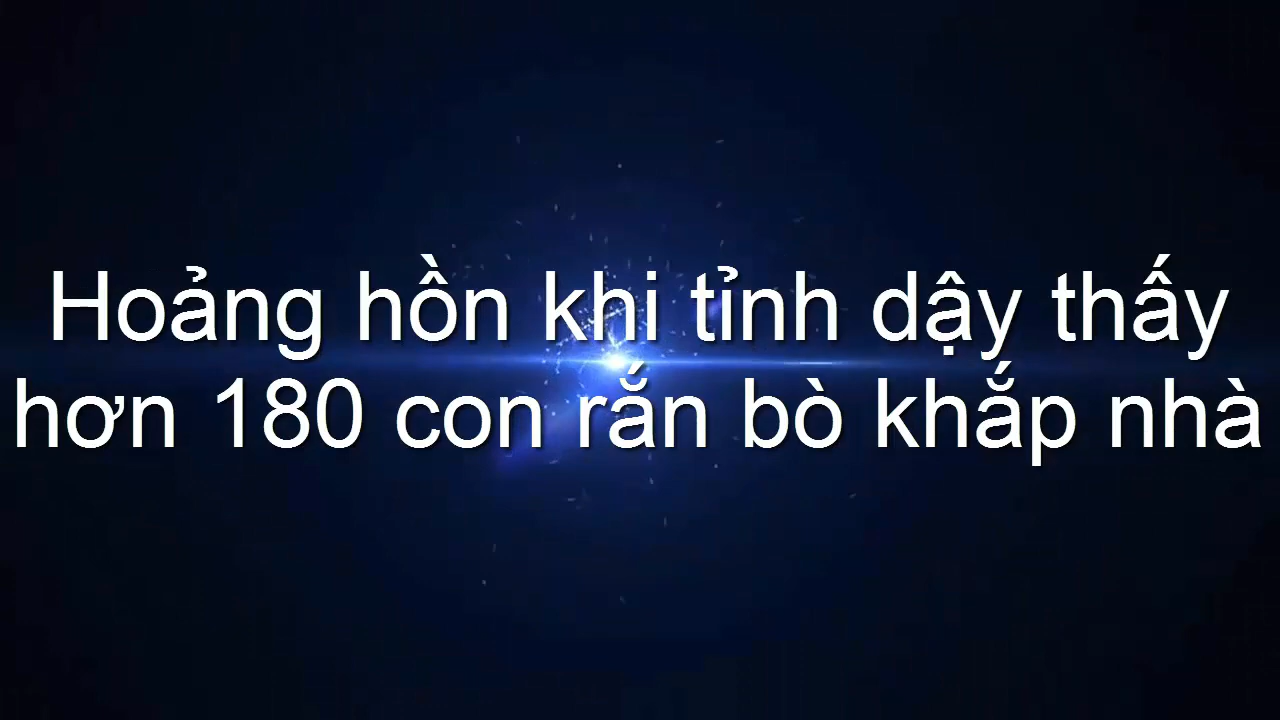 Hoảng hồn khi tỉnh dậy thấy
hơn 180 con rắn bò khắp nhà